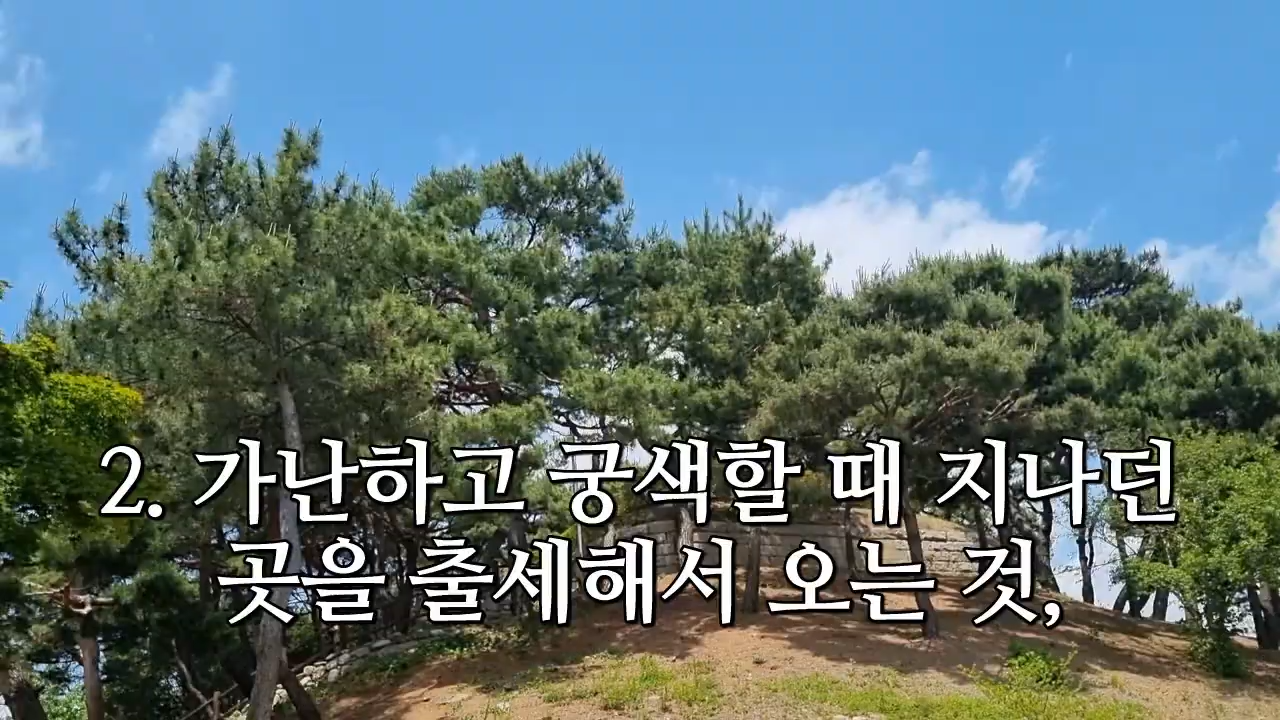 2. 가난하고 궁색할 때 지나던
곳을 출세해서 오는 것,